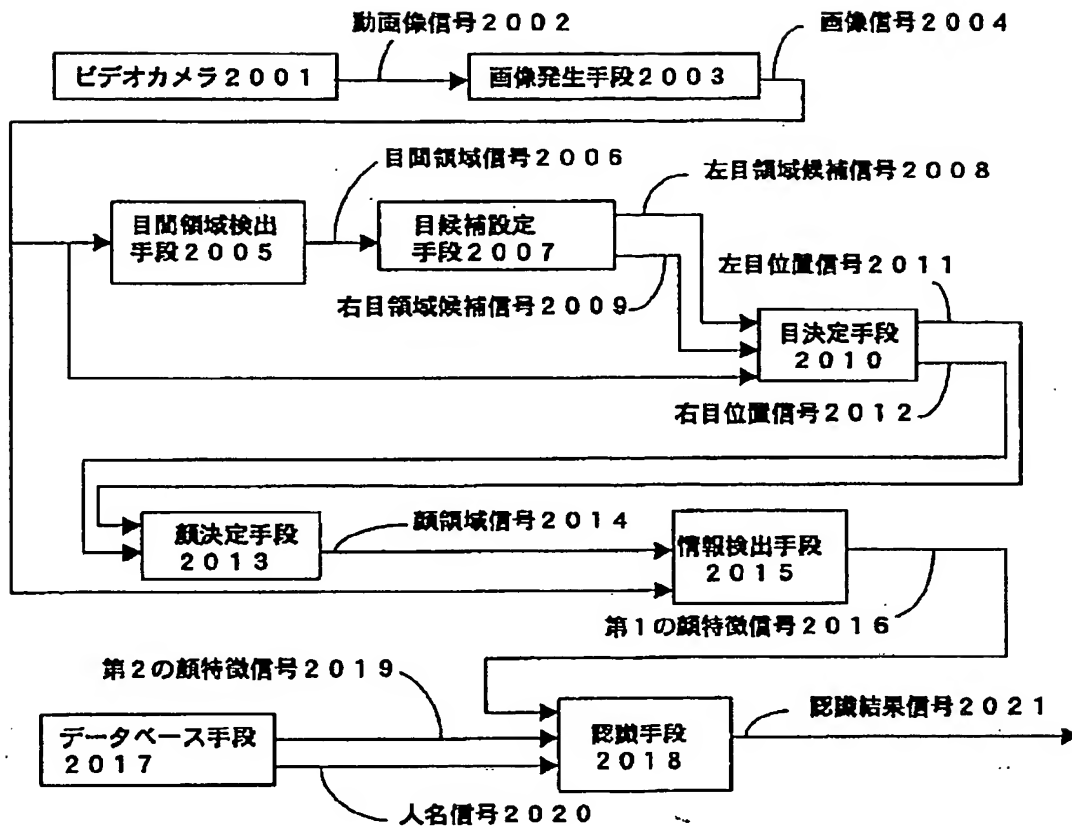 動画像信号２００２
画像信号２００４
ビデオカメラ２００１
画像発生手段２００３
目間領域信号２００６
左目領域候補信号２００８
目間領域検出
手段２００５
目候補設定
手段２００７
左目位置信号２０１１
右目領域候補信号２００９
目決定手段
２０１０
右目位置信号２０１２
顔決定手段
２０１３
顔領域信号２０１４
情報検出手段
２０１５
第１の顔特徴信号２０１６
第２の顔特徴信号２０１９
データベース手段
２０１７
認識手段
２０１８
認識結果信号２０２１
人名信号２０２０